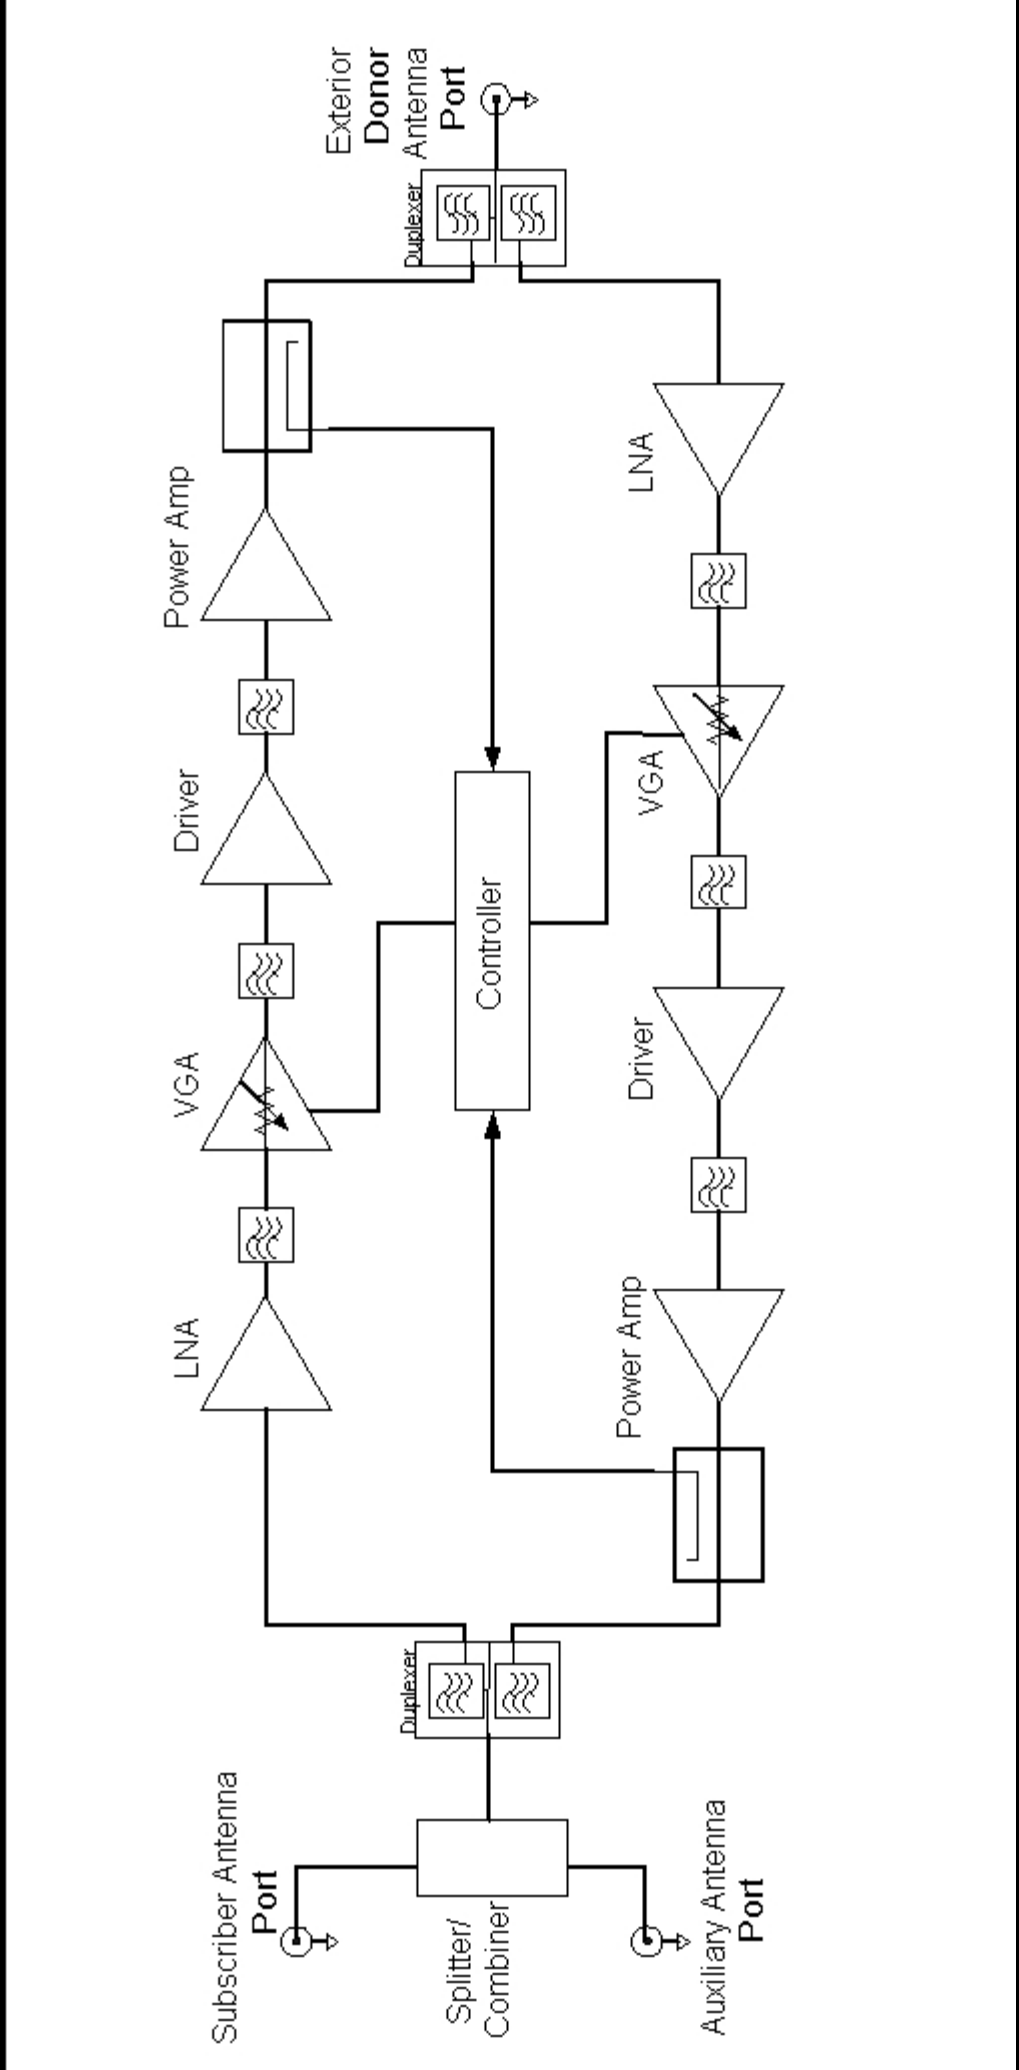 Subscriber Antenna
Port
Splitter/
Combiner
Auxiliary Antenna
Port
Duplexer
LNA
VGA
Driver
Power Amp
Controller
Power Amp
Driver
VGA
LNA
Duplexer
Exterior
Donor
Antenna
Port